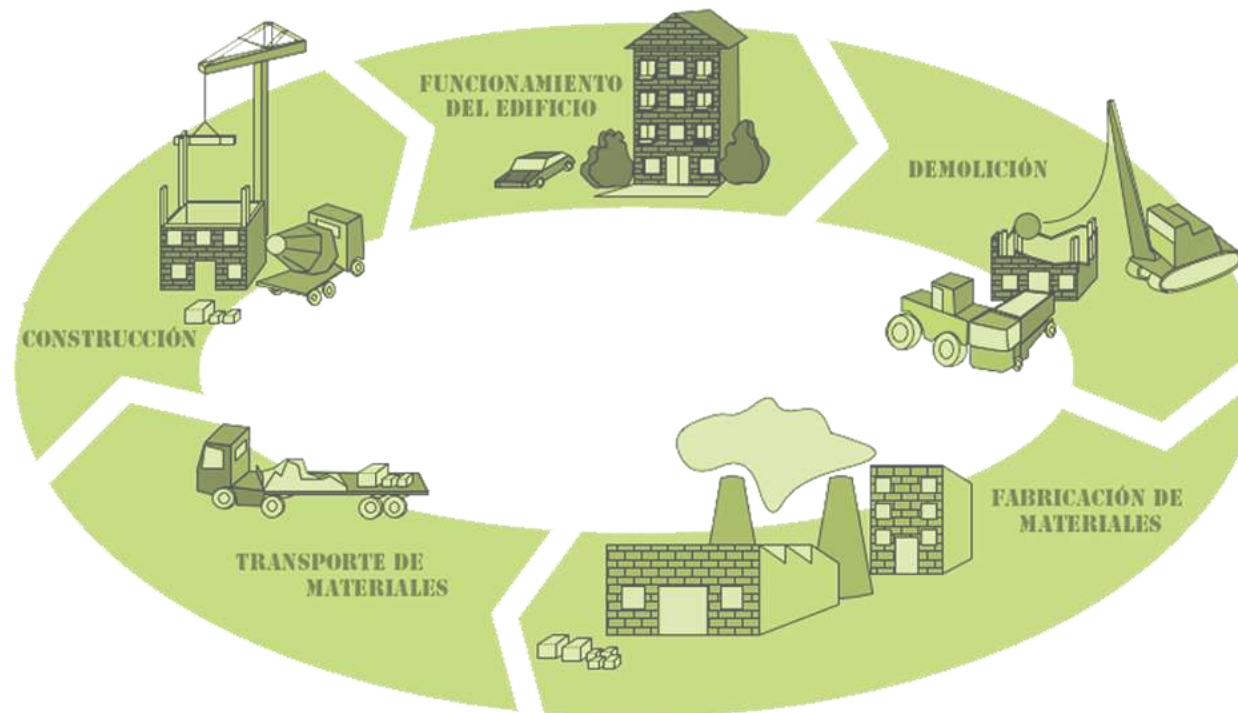 FUNCIONAMIENTO
DEL EDIFICIO
DEMOLICIÓN
CONSTRUCCIÓN
FABRICACIÓN DE
MATERIALES
TRANSPORTE DE
MATERIALES